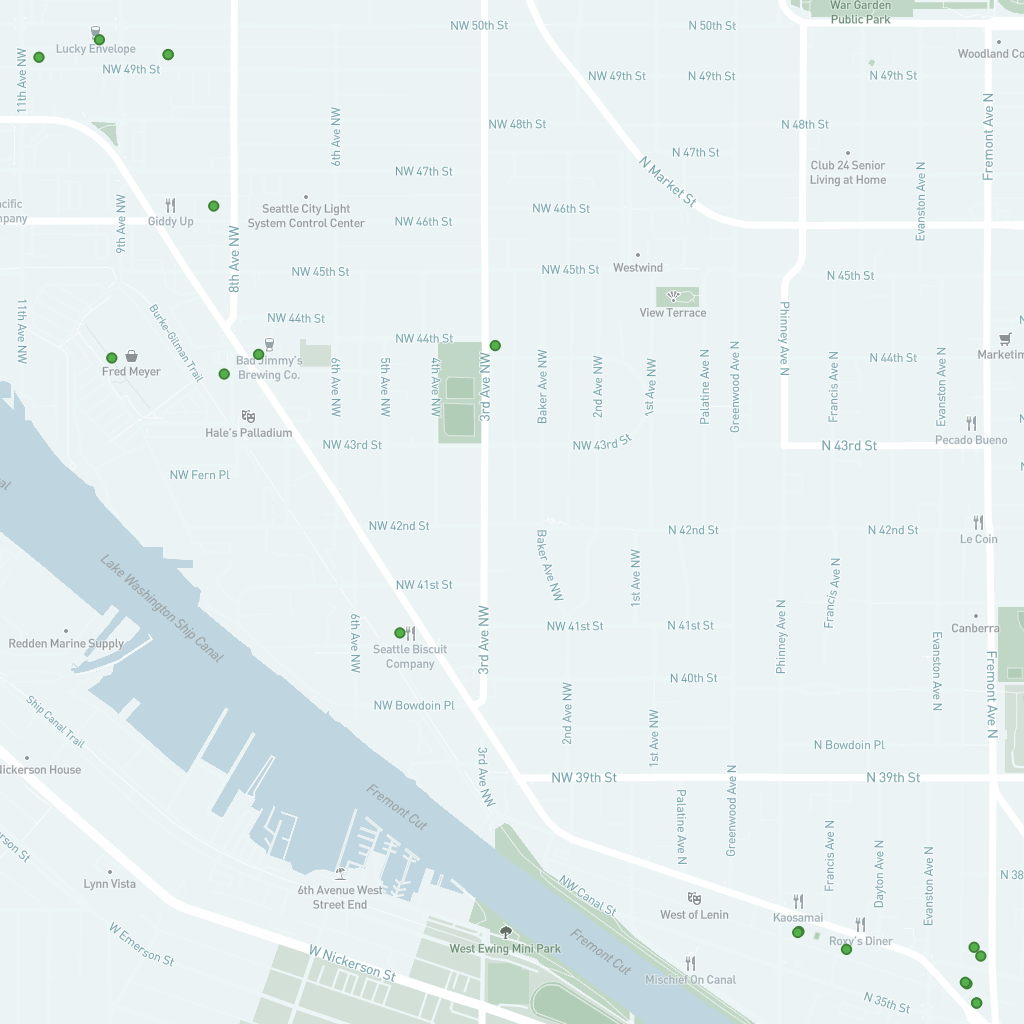 War Garden
Public Park
NW 50th St
N 50th St
Lucky Envelope
Woodland Co
NW 49th St
NW 49th St
N 49th St
N 49th St
11th Ave NW
6th Ave NW
NW 48th St
N 48th St
Fremont Ave N
N 47th St
NW 47th St
N Market St
Club 24 Senior
Living at Home
Evanston Ave N
9th Ave NW
Giddy Up
Seattle City Light
System Control Center
NW 46th St
NW 46th St
8th Ave NW
NW 45th St
NW 45th St
Westwind
N 45th St
View Terrace
11th Ave NW
Burke-Gilman Trail
NW 44th St
NW 44th St
Phinney Ave N
Fred Meyer
Bad Jimmy's
Brewing Co.
6th Ave NW
5th Ave NW
4th Ave NW
3rd Ave NW
Baker Ave NW
2nd Ave NW
1st Ave NW
Palatine Ave N
Greenwood Ave N
Francis Ave N
N 44th St
Evanston Ave N
Hale's Palladium
NW 43rd St
NW 43rd St
N 43rd St
Pecado Bueno
NW Fern Pl
NW 42nd St
N 42nd St
N 42nd St
Le Coin
Lake Washington Ship Canal
Baker Ave NW
1st Ave NW
Francis Ave N
NW 41st St
NW 41st St
N 41st St
Phinney Ave N
Canberra
Redden Marine Supply
6th Ave NW
Seattle Biscuit
Company
3rd Ave NW
Evanston Ave N
Fremont Ave N
N 40th St
NW Bowdoin Pl
Ship Canal Trail
2nd Ave NW
1st Ave NW
N Bowdoin Pl
Nickerson House
3rd Ave NW
NW 39th St
N 39th St
Fremont Cut
Palatine Ave N
Greenwood Ave N
Francis Ave N
Dayton Ave N
Evanston Ave N
N 38
Lynn Vista
6th Avenue West
Street End
NW Canal St
West of Lenin
Kaosamai
Roxy's Diner
W Emerson St
W Nickerson St
West Ewing Mini Park
Fremont Cut
Mischief On Canal
N 35th St